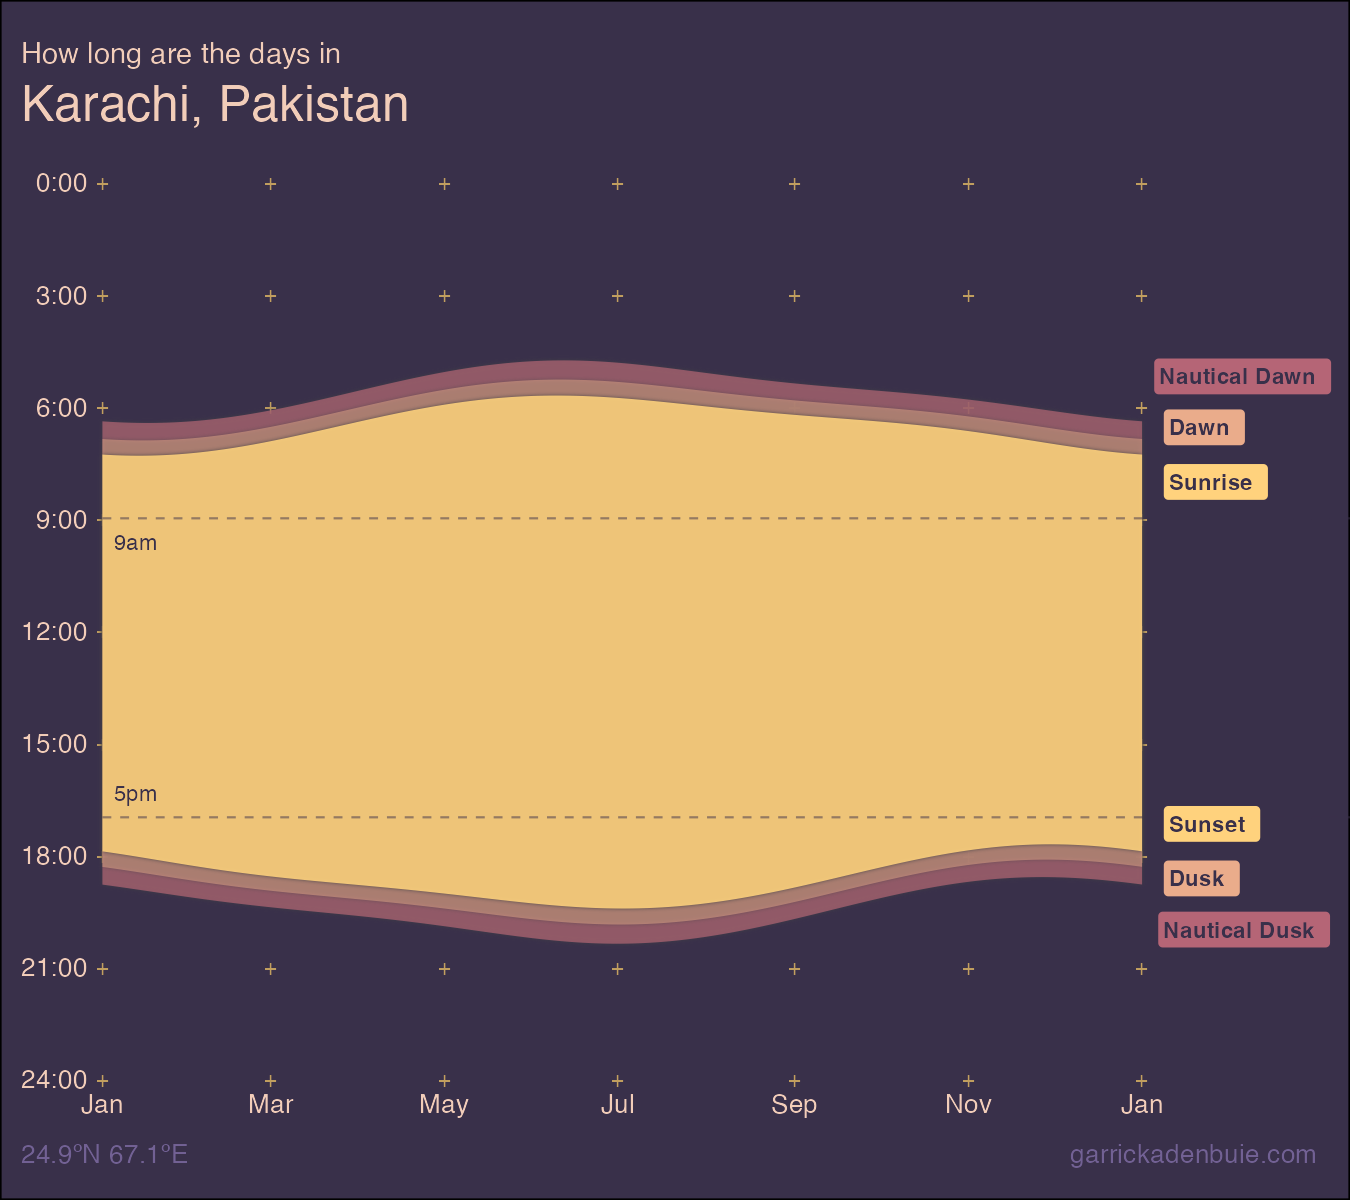 How long are the days in
Karachi, Pakistan
0:00
3:00
Nautical Dawn
6:00
Dawn
Sunrise
9:00
9am
12:00
15:00
5pm
Sunset
18:00
Dusk
Nautical Dusk
21:00
24:00
Jan Mar May Jul Sep Nov Jan
24.9°N 67.1°E
garrickadenbuie.com